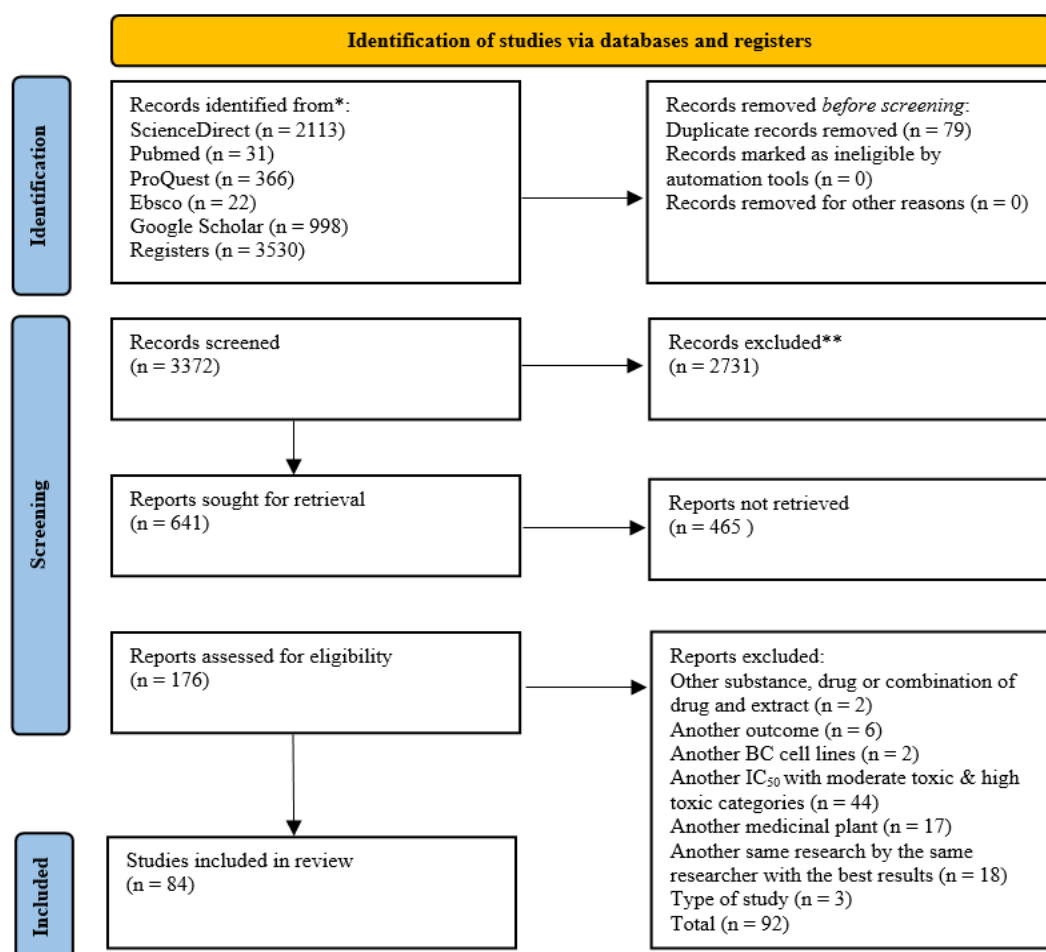 Identification of studies via databases and registers
Identification
Records identified from*:
ScienceDirect (n = 2113)
Pubmed (n = 31)
ProQuest (n = 366)
Ebsco (n = 22)
Google Scholar (n = 998)
Registers (n = 3530)
Records removed before screening:
Duplicate records removed (n = 79)
Records marked as ineligible by
automation tools (n = 0)
Records removed for other reasons (n = 0)
Screening
Records screened
(n = 3372)
Records excluded**
(n = 2731)
Reports sought for retrieval
(n = 641)
Reports not retrieved
(n = 465 )
Reports assessed for eligibility
(n = 176)
Reports excluded:
Other substance, drug or combination of
drug and extract (n = 2)
Another outcome (n = 6)
Another BC cell lines (n = 2)
Another IC₅₀ with moderate toxic & high
toxic categories (n = 44)
Another medicinal plant (n = 17)
Another same research by the same
researcher with the best results (n = 18)
Type of study (n = 3)
Total (n = 92)
Included
Studies included in review
(n = 84)